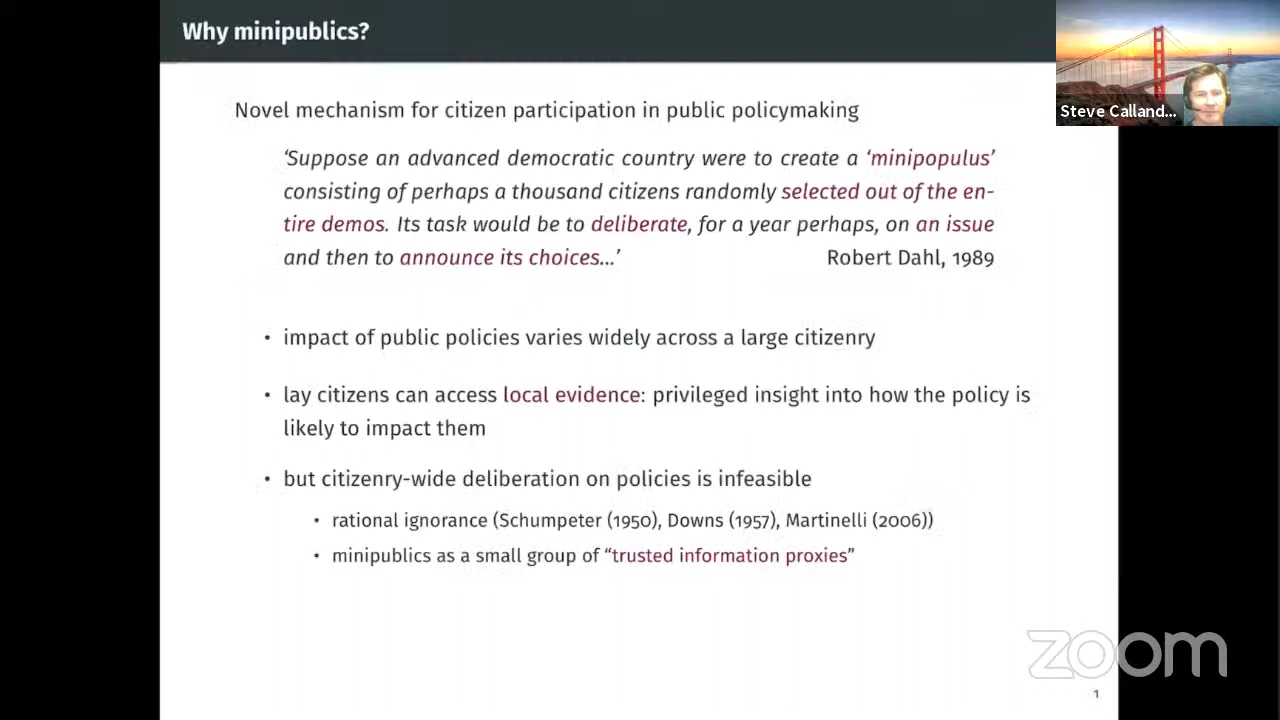 Why minipublics?
Steve Calland...
Novel mechanism for citizen participation in public policymaking
‘Suppose an advanced democratic country were to create a ‘minipopulus’
consisting of perhaps a thousand citizens randomly selected out of the en-
tire demos. Its task would be to deliberate, for a year perhaps, on an issue
and then to announce its choices...’ Robert Dahl, 1989
• impact of public policies varies widely across a large citizenry
• lay citizens can access local evidence: privileged insight into how the policy is
likely to impact them
• but citizenry-wide deliberation on policies is infeasible
• rational ignorance (Schumpeter (1950), Downs (1957), Martinelli (2006))
• minipublics as a small group of “trusted information proxies”
zoom
1